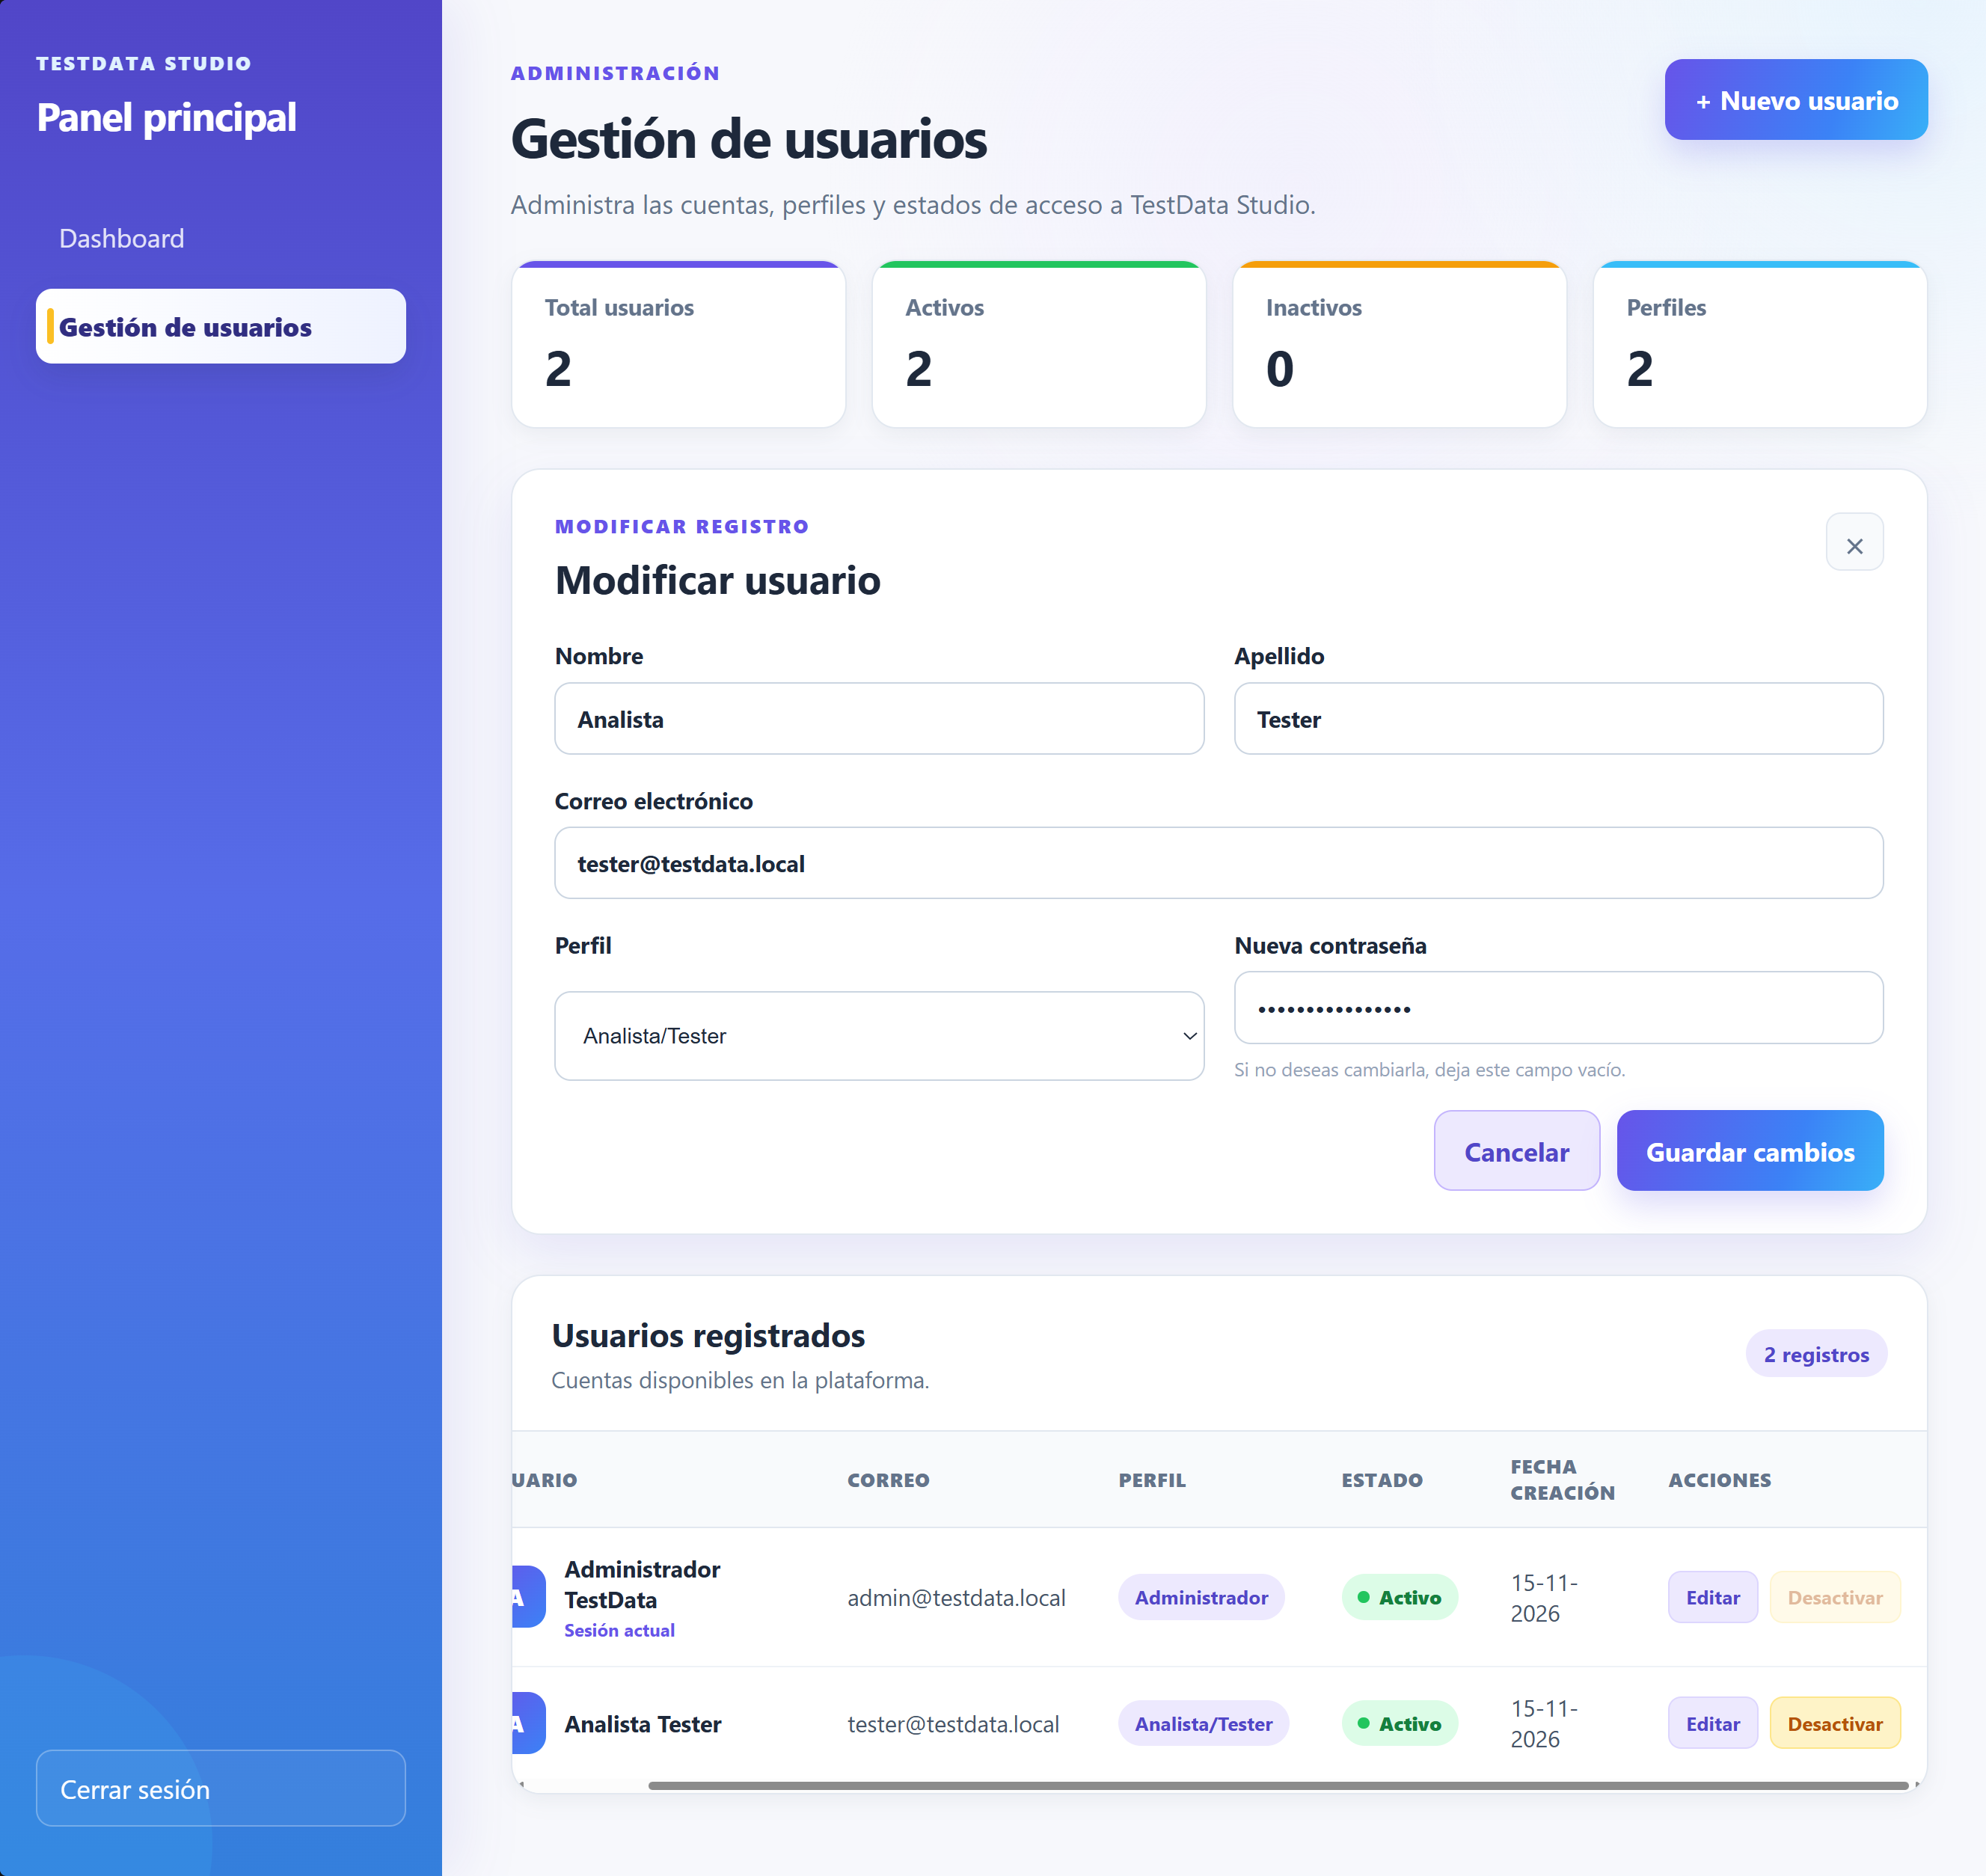 TESTDATA STUDIO
Panel principal
Dashboard
Gestión de usuarios
Cerrar sesión
ADMINISTRACIÓN
Gestión de usuarios
Administra las cuentas, perfiles y estados de acceso a TestData Studio.
+ Nuevo usuario
Total usuarios
2
Activos
2
Inactivos
0
Perfiles
2
MODIFICAR REGISTRO
Modificar usuario
×
Nombre
Analista
Apellido
Tester
Correo electrónico
tester@testdata.local
Perfil
Analista/Tester
Nueva contraseña
••••••••••••••••
Si no deseas cambiarla, deja este campo vacío.
Cancelar
Guardar cambios
Usuarios registrados
Cuentas disponibles en la plataforma.
2 registros
UARIO CORREO PERFIL ESTADO FECHA CREACIÓN ACCIONES
A
Administrador
TestData
Sesión actual
admin@testdata.local
Administrador
Activo
15-11-
2026
Editar
Desactivar
A
Analista Tester
tester@testdata.local
Analista/Tester
Activo
15-11-
2026
Editar
Desactivar